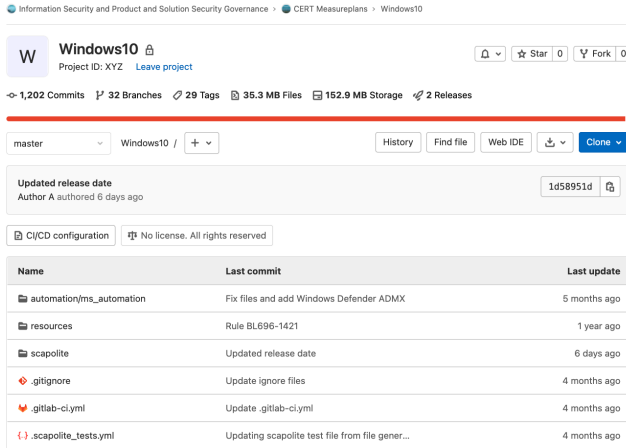 Information Security and Product and Solution Security Governance > CERT Measureplans > Windows10
W
Windows10
Project ID: XYZ Leave project
Star 0 Fork 0
1,202 Commits 32 Branches 29 Tags 35.3 MB Files 152.9 MB Storage 2 Releases
master Windows10 / + History Find file Web IDE Clone
Updated release date
Author A authored 6 days ago
1d58951d
CI/CD configuration No license. All rights reserved
Name Last commit Last update
automation/ms_automation Fix files and add Windows Defender ADMX 5 months ago
resources Rule BL696-1421 1 year ago
scapolite Updated release date 6 days ago
.gitignore Update ignore files 4 months ago
.gitlab-ci.yml Update .gitlab-ci.yml 4 months ago
{.} .scapolite_tests.yml Updating scapolite test file from file gener... 4 months ago